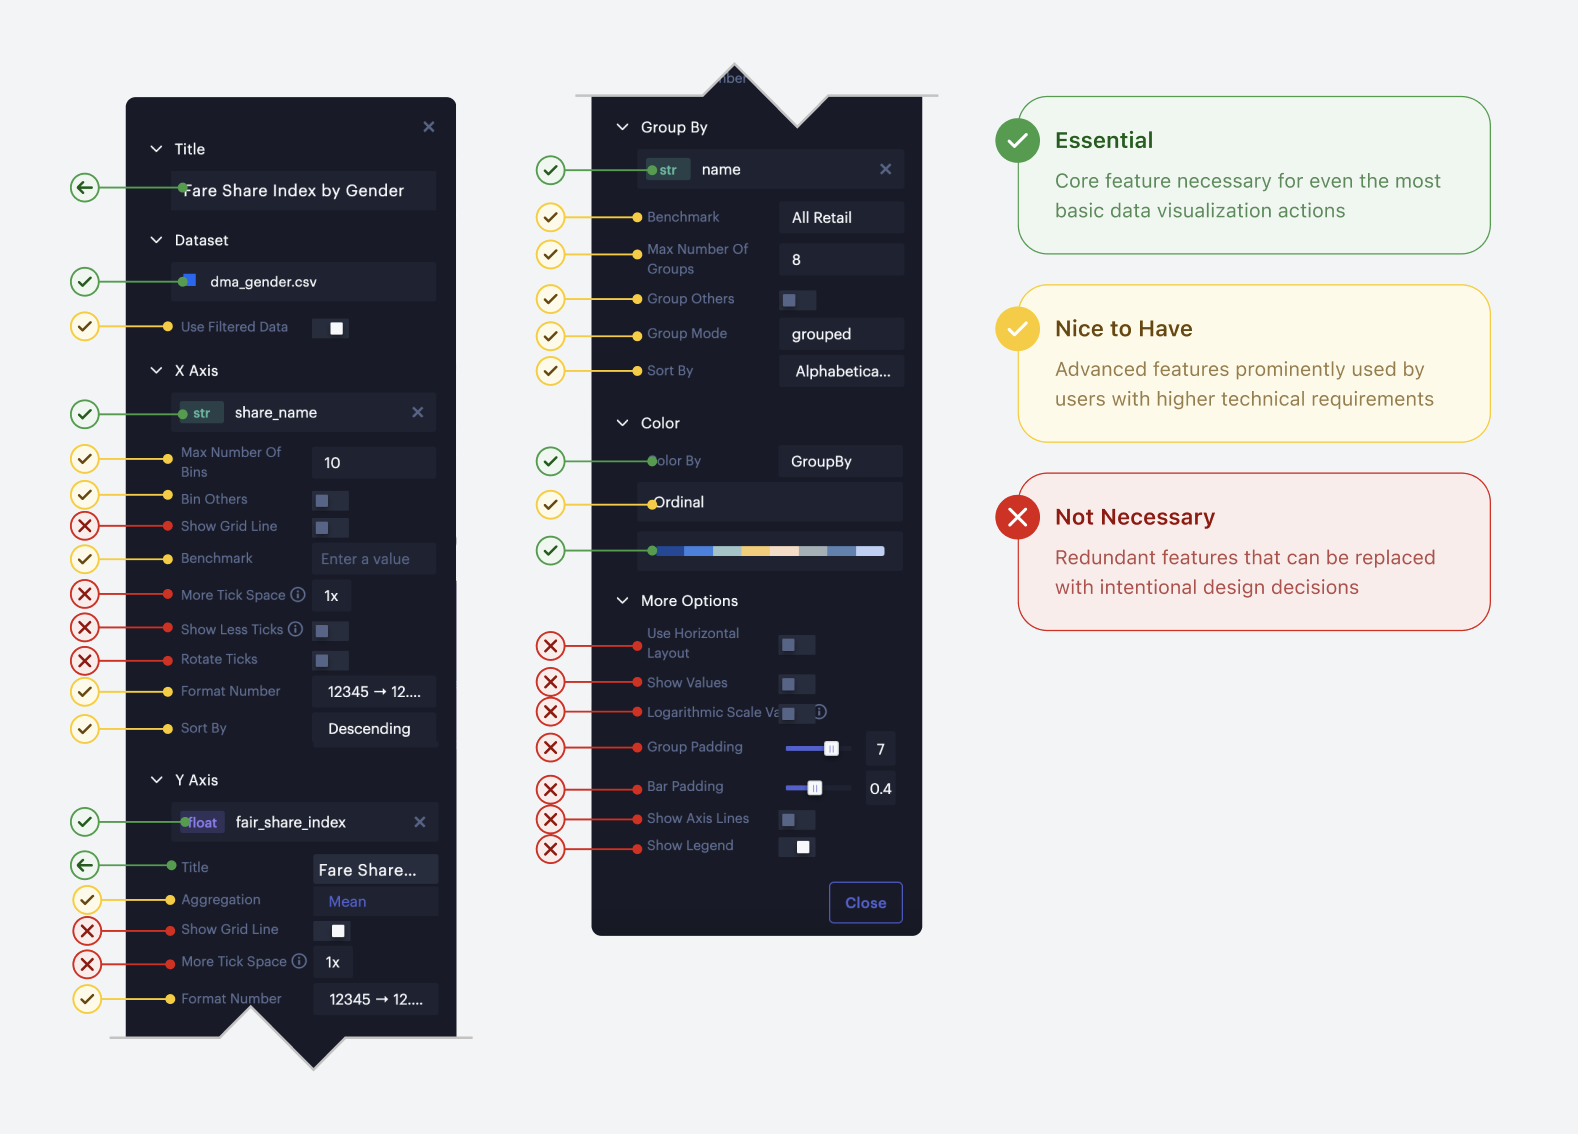 Title
Fare Share Index by Gender
Dataset
dma_gender.csv
Use Filtered Data
X Axis
str share_name
Max Number Of
Bins
10
Bin Others
Show Grid Line
Benchmark Enter a value
More Tick Space 1x
Show Less Ticks
Rotate Ticks
Format Number 12345 → 12....
Sort By Descending
Y Axis
float fair_share_index
Title Fare Share...
Aggregation Mean
Show Grid Line
More Tick Space 1x
Format Number 12345 → 12....
Group By
str name
Benchmark All Retail
Max Number Of
Groups
8
Group Others
Group Mode grouped
Sort By Alphabetica...
Color
Color By GroupBy
Ordinal
More Options
Use Horizontal
Layout
Show Values
Logarithmic Scale Va
Group Padding 7
Bar Padding 0.4
Show Axis Lines
Show Legend
Close
Essential
Core feature necessary for even the most
basic data visualization actions
Nice to Have
Advanced features prominently used by
users with higher technical requirements
Not Necessary
Redundant features that can be replaced
with intentional design decisions